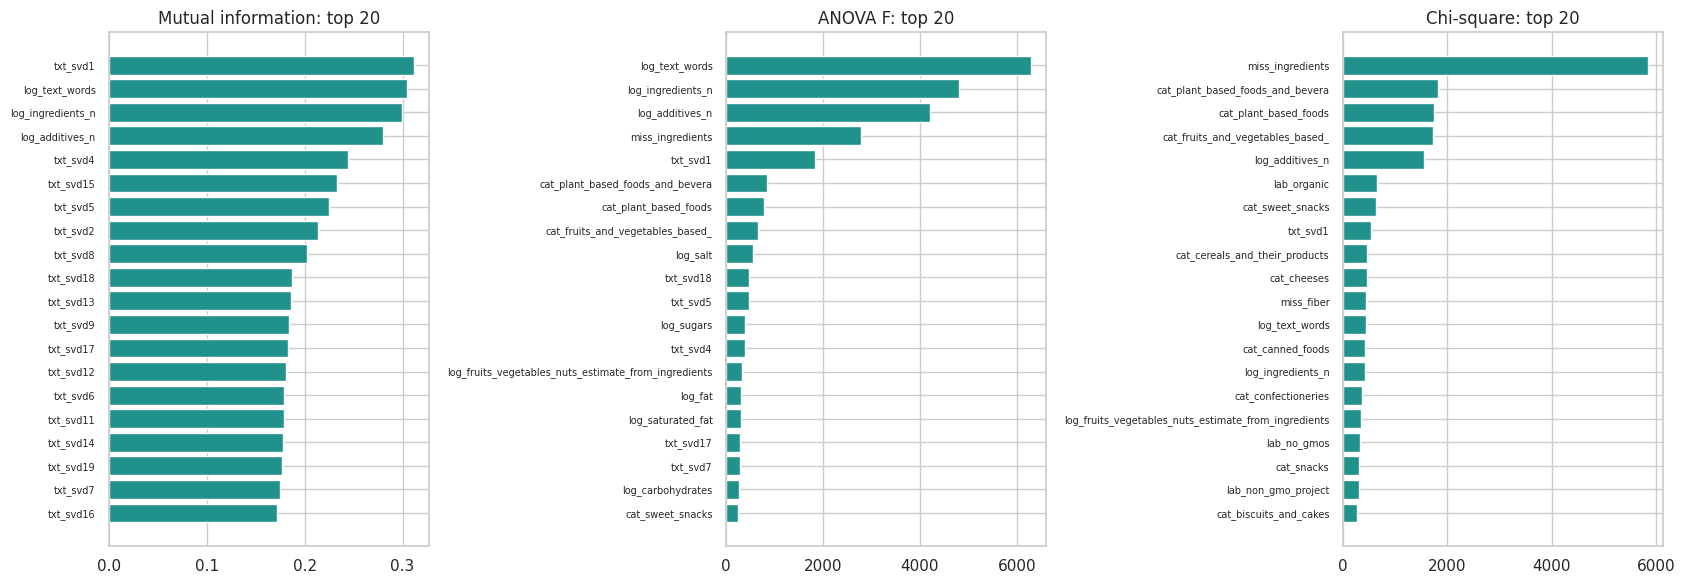 Mutual information: top 20
txt_svd1
log_text_words
log_ingredients_n
log_additives_n
txt_svd4
txt_svd15
txt_svd5
txt_svd2
txt_svd8
txt_svd18
txt_svd13
txt_svd9
txt_svd17
txt_svd12
txt_svd6
txt_svd11
txt_svd14
txt_svd19
txt_svd7
txt_svd16
0.0 0.1 0.2 0.3
ANOVA F: top 20
log_text_words
log_ingredients_n
log_additives_n
miss_ingredients
txt_svd1
cat_plant_based_foods_and_bevera
cat_plant_based_foods
cat_fruits_and_vegetables_based_
log_salt
txt_svd18
txt_svd5
log_sugars
txt_svd4
log_fruits_vegetables_nuts_estimate_from_ingredients
log_fat
log_saturated_fat
txt_svd17
txt_svd7
log_carbohydrates
cat_sweet_snacks
0 2000 4000 6000
Chi-square: top 20
miss_ingredients
cat_plant_based_foods_and_bevera
cat_plant_based_foods
cat_fruits_and_vegetables_based_
log_additives_n
lab_organic
cat_sweet_snacks
txt_svd1
cat_cereals_and_their_products
cat_cheeses
miss_fiber
log_text_words
cat_canned_foods
log_ingredients_n
cat_confectioneries
log_fruits_vegetables_nuts_estimate_from_ingredients
lab_no_gmos
cat_snacks
lab_non_gmo_project
cat_biscuits_and_cakes
0 2000 4000 6000